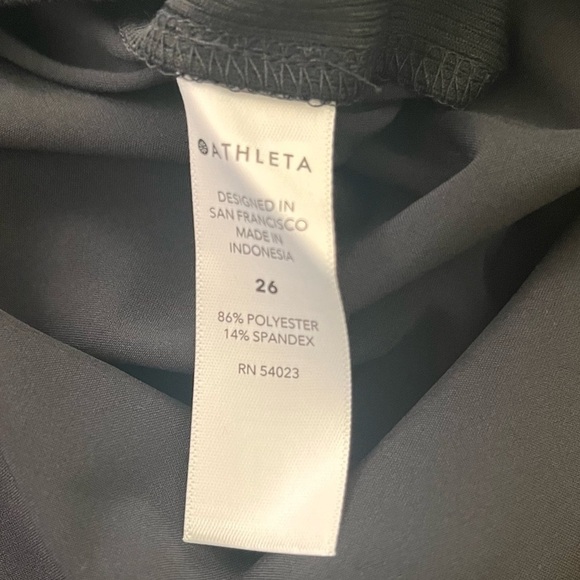 ATHLETA
DESIGNED IN
SAN FRANCISCO
MADE IN
INDONESIA
26
86% POLYESTER
14% SPANDEX
RN 54023